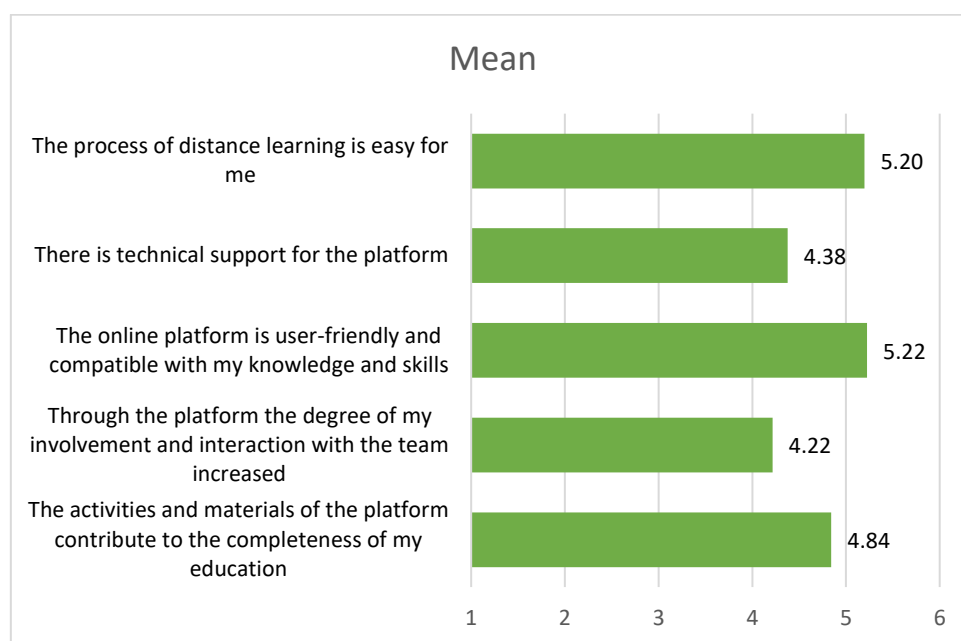 Mean
The process of distance learning is easy for
me
5.20
There is technical support for the platform
4.38
The online platform is user-friendly and
compatible with my knowledge and skills
5.22
Through the platform the degree of my
involvement and interaction with the team
increased
4.22
The activities and materials of the platform
contribute to the completeness of my
education
4.84
1 2 3 4 5 6